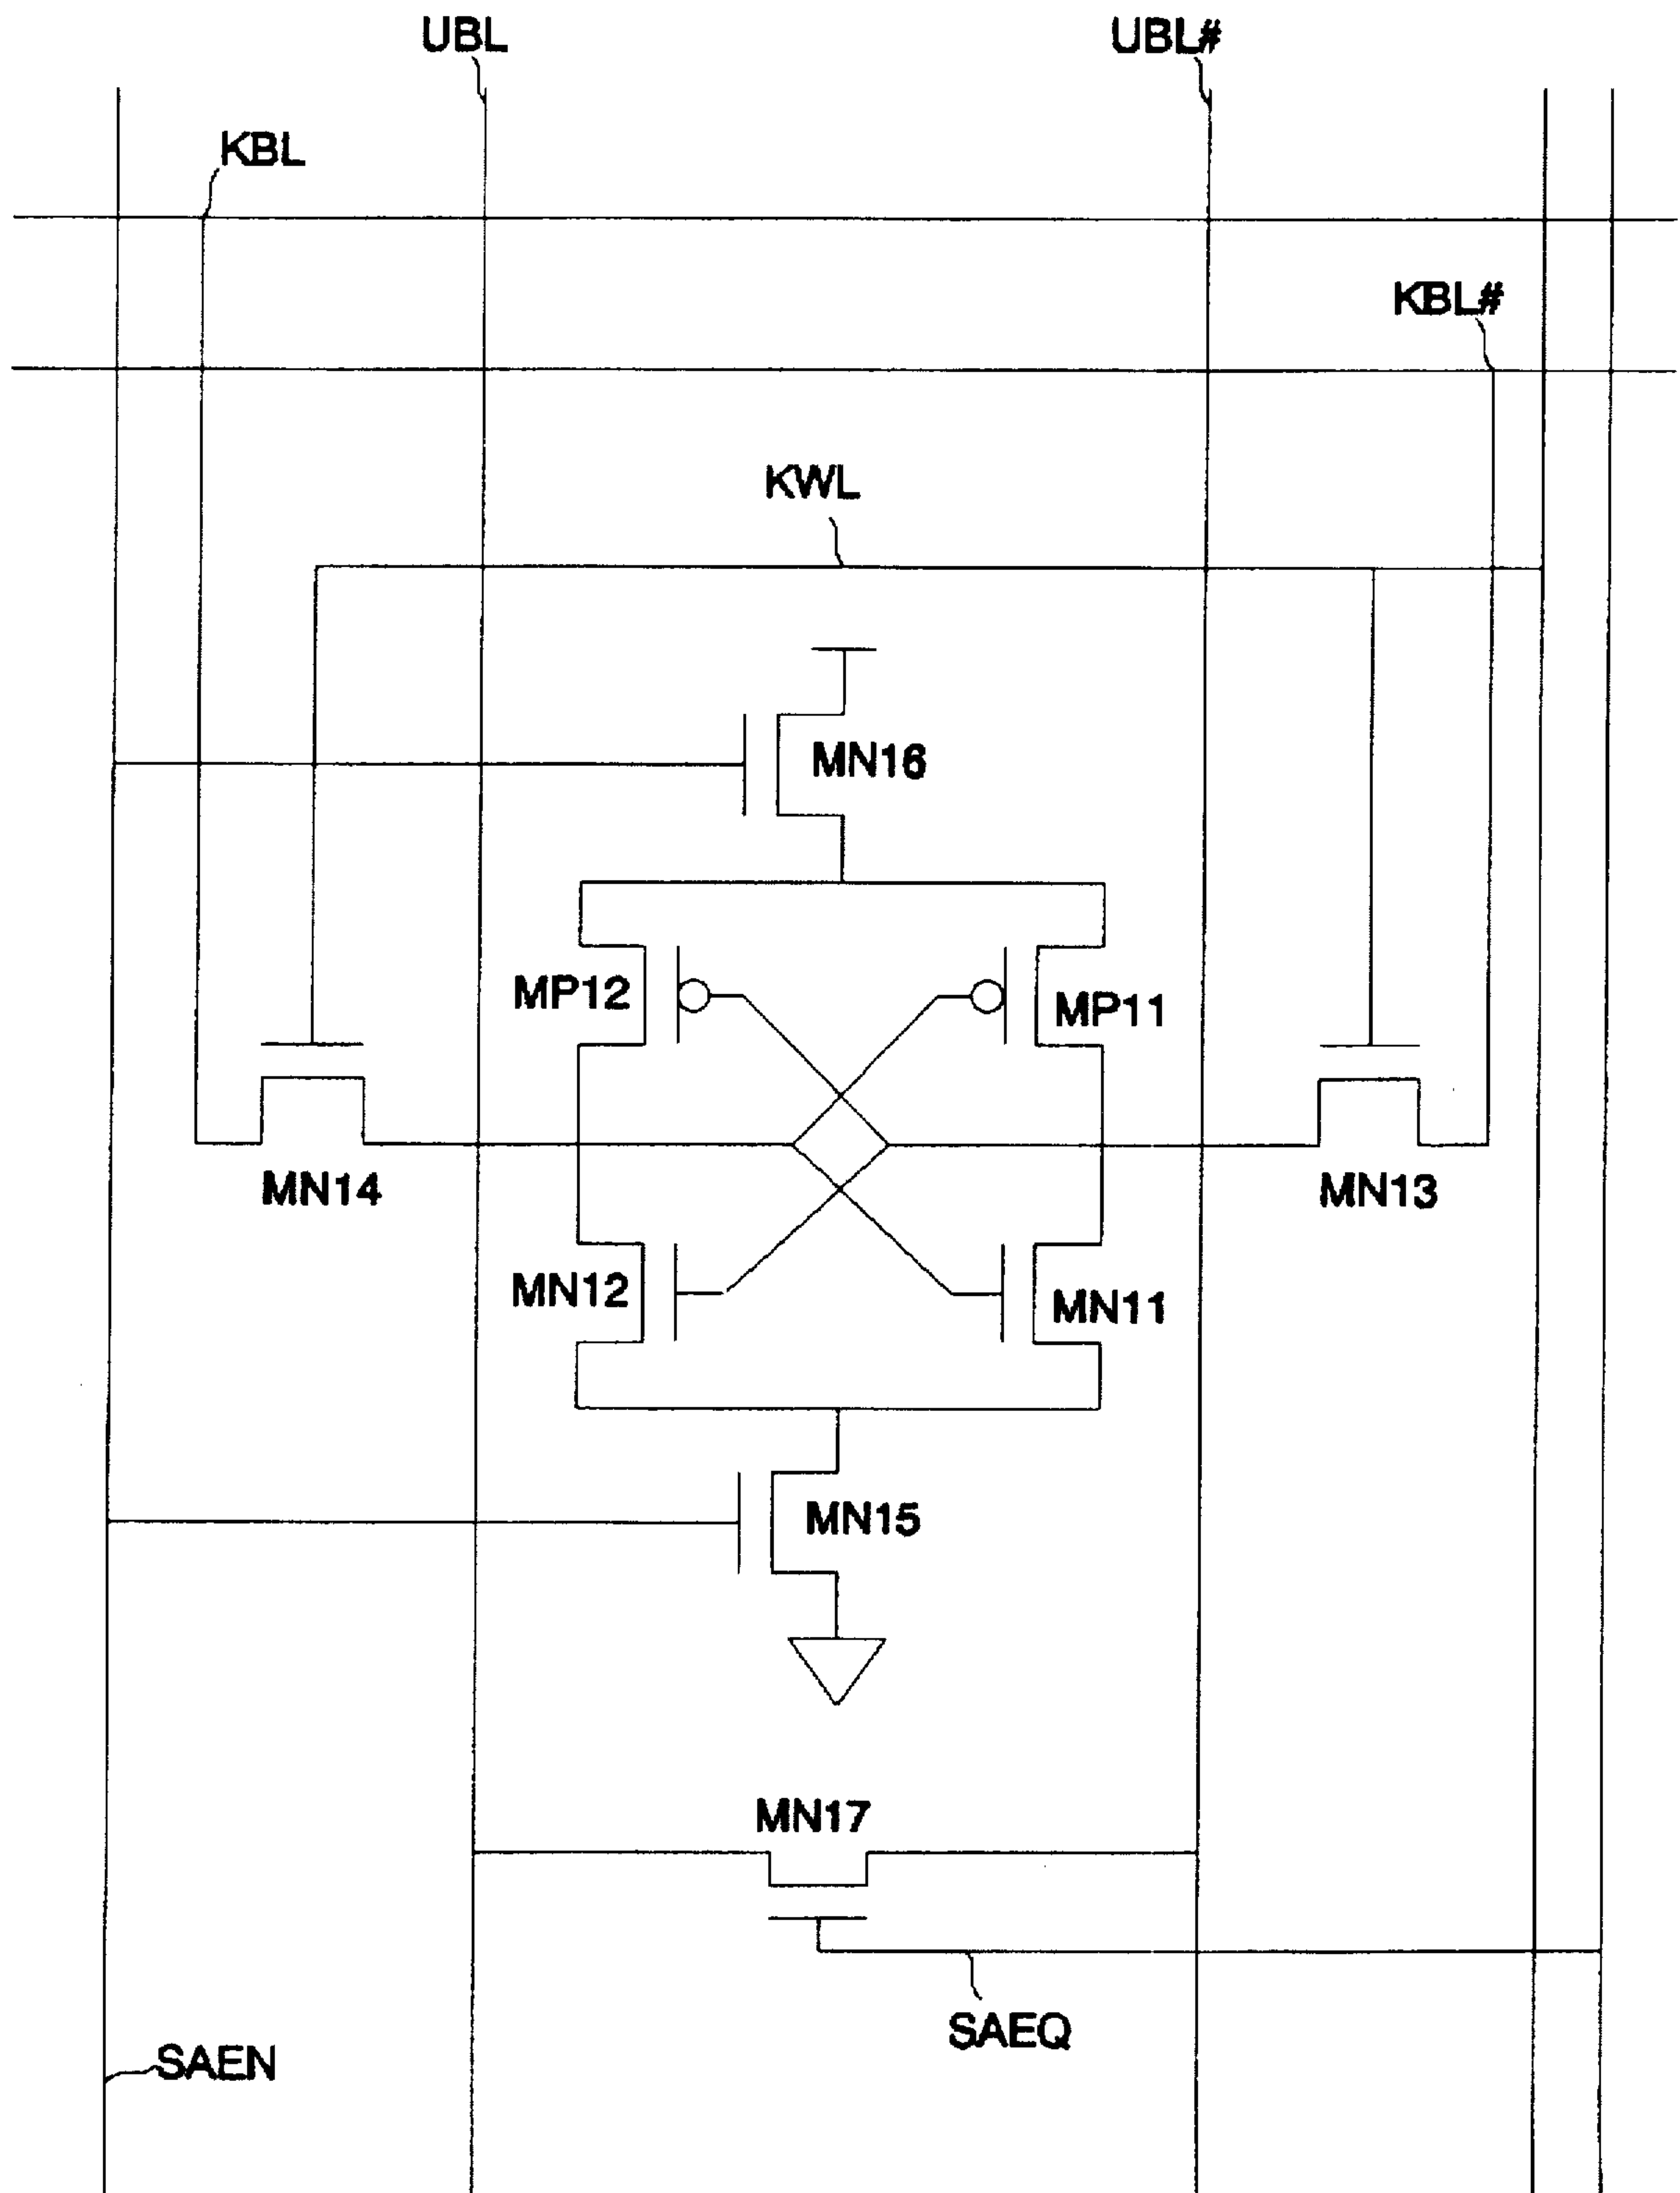 UBL
UBL#
KBL
KBL#
KWL
MN16
MP12
MP11
MN14
MN13
MN12
MN11
MN15
MN17
SAEQ
SAEN